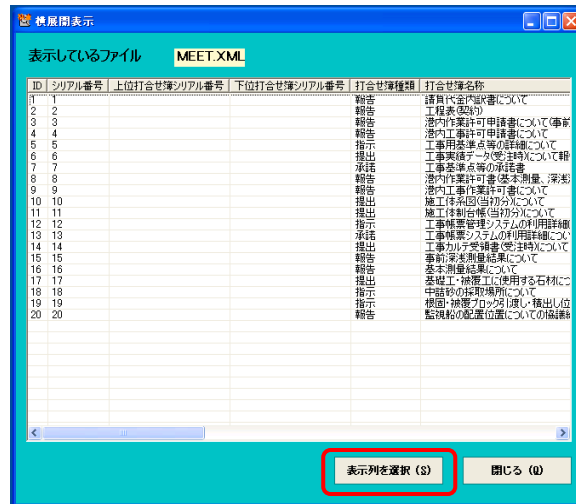 横展開表示
表示しているファイル MEET.XML
ID シリアル番号 上位打合せ簿シリアル番号 下位打合せ簿シリアル番号 打合せ簿種類 打合せ簿名称
1 1 報告 請負代金内訳書について
2 2 報告 工程表(契約)
3 3 報告 港内作業許可申請書について(事前
4 4 報告 港内工事許可申請書について
5 5 指示 工事用基準点等の詳細について
6 6 提出 工事実績データ(受注時)について報
7 7 承諾 工事基準点等の承諾書
8 8 報告 港内作業許可書(基本測量、深浅
9 9 報告 港内工事作業許可書について
10 10 提出 施工体系図(当初分)について
11 11 提出 施工体制台帳(当初分)について
12 12 指示 工事帳票管理システムの利用詳細(
13 13 承諾 工事帳票システムの利用詳細につい
14 14 提出 工事カルテ受領書(受注時)について
15 15 報告 事前深浅測量結果について
16 16 報告 基本測量結果について
17 17 提出 基礎工・被覆工に使用する石材につ
18 18 指示 中詰砂の採取場所について
19 19 指示 根固・被覆ブロック引渡し・積出し位
20 20 報告 監視船の配置位置についての協議結
表示列を選択 (S) 閉じる (Q)